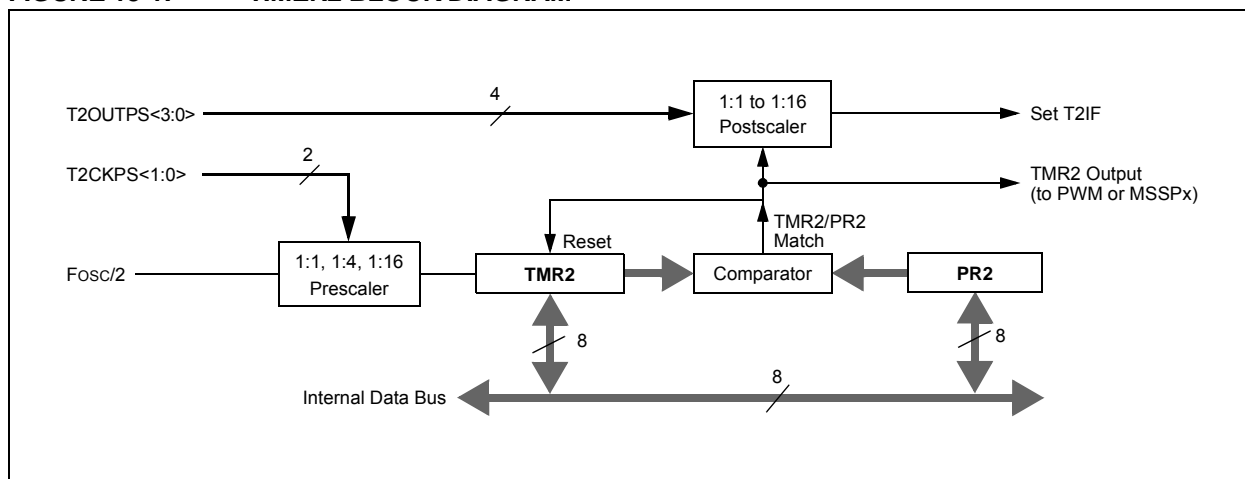 T2OUTPS<3:0>
4
1:1 to 1:16
Postscaler
Set T2IF
T2CKPS<1:0>
2
TMR2 Output
(to PWM or MSSPx)
TMR2/PR2
Match
Reset
FOSC/2
1:1, 1:4, 1:16
Prescaler
TMR2
Comparator
PR2
8
8
Internal Data Bus
8